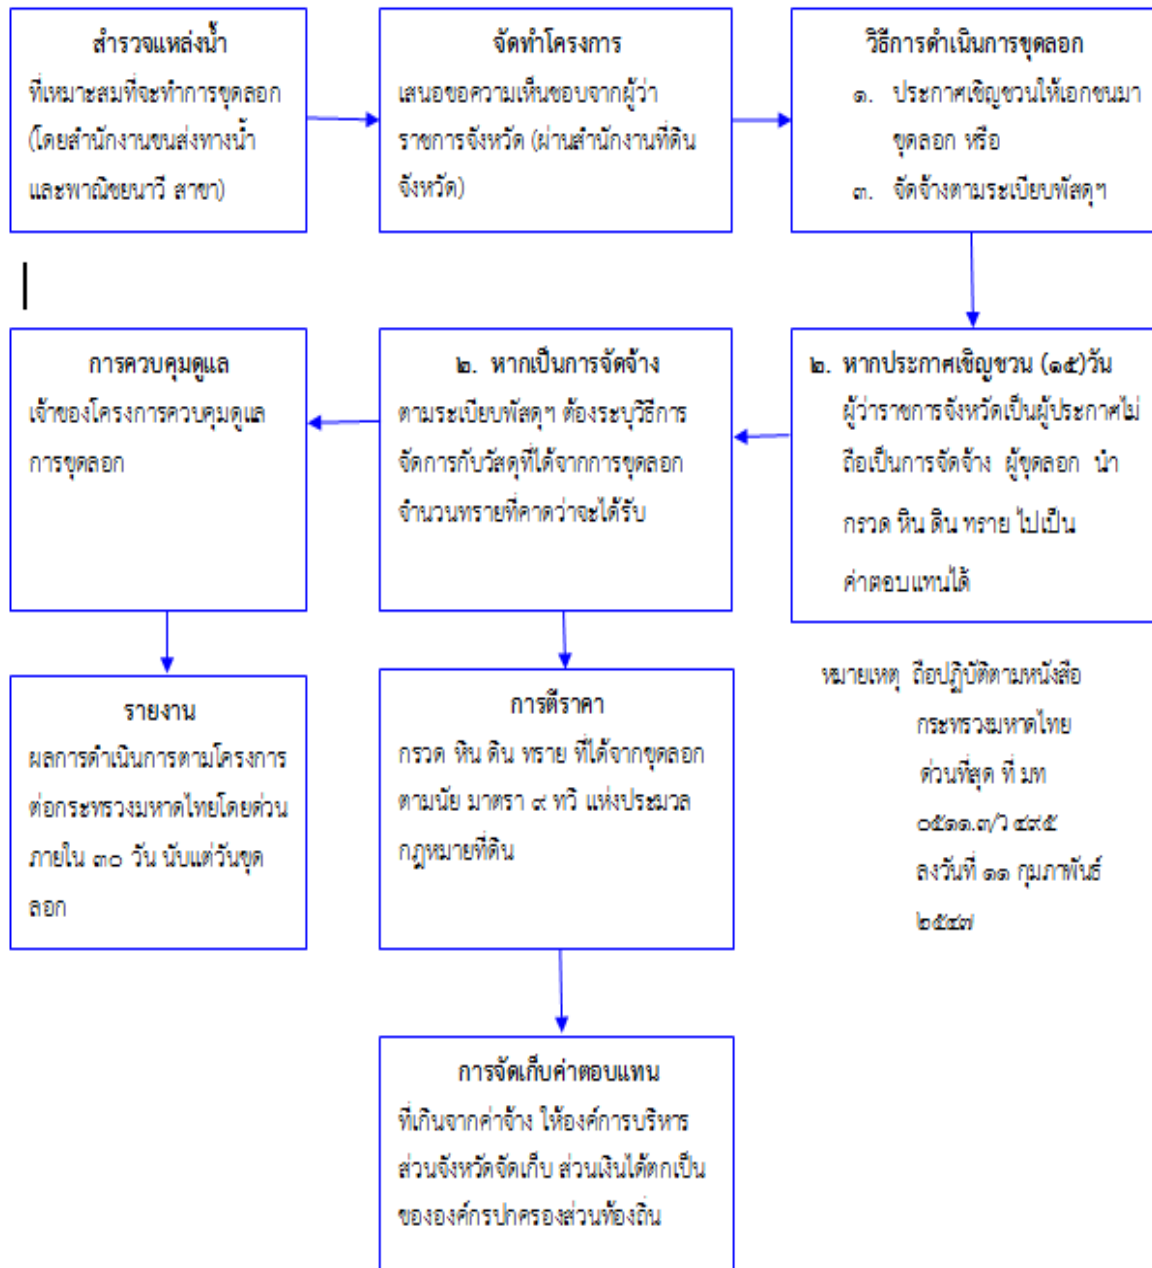 สำรวจแหล่งน้ำ
ที่เหมาะสมที่จะทำการขุดลอก
(โดยสำนักงานขนส่งทางน้ำ
และพาณิชยนาวี สาขา)
จัดทำโครงการ
เสนอขอความเห็นชอบจากผู้ว่า
ราชการจังหวัด (ผ่านสำนักงานที่ดิน
จังหวัด)
วิธีการดำเนินการขุดลอก
๑. ประกาศเชิญชวนให้เอกชนมา
ขุดลอก หรือ
๓. จัดจ้างตามระเบียบพัสดุฯ
๒. หากประกาศเชิญชวน (๑๕)วัน
ผู้ว่าราชการจังหวัดเป็นผู้ประกาศไม่
ถือเป็นการจัดจ้าง ผู้ขุดลอก นำ
กรวด หิน ดิน ทราย ไปเป็น
ค่าตอบแทนได้
๒. หากเป็นการจัดจ้าง
ตามระเบียบพัสดุฯ ต้องระบุวิธีการ
จัดการกับวัสดุที่ได้จากการขุดลอก
จำนวนทรายที่คาดว่าจะได้รับ
การควบคุมดูแล
เจ้าของโครงการควบคุมดูแล
การขุดลอก
รายงาน
ผลการดำเนินการตามโครงการ
ต่อกระทรวงมหาดไทยโดยด่วน
ภายใน ๓๐ วัน นับแต่วันขุด
ลอก
การตีราคา
กรวด หิน ดิน ทราย ที่ได้จากขุดลอก
ตามนัย มาตรา ๙ ทวิ แห่งประมวล
กฎหมายที่ดิน
หมายเหตุ ถือปฏิบัติตามหนังสือ
กระทรวงมหาดไทย
ด่วนที่สุด ที่ มท
๐๕๑๑.๓/ว ๔๙๕
ลงวันที่ ๑๑ กุมภาพันธ์
๒๕๔๗
การจัดเก็บค่าตอบแทน
ที่เกินจากค่าจ้าง ให้องค์การบริหาร
ส่วนจังหวัดจัดเก็บ ส่วนเงินได้ตกเป็น
ขององค์กรปกครองส่วนท้องถิ่น